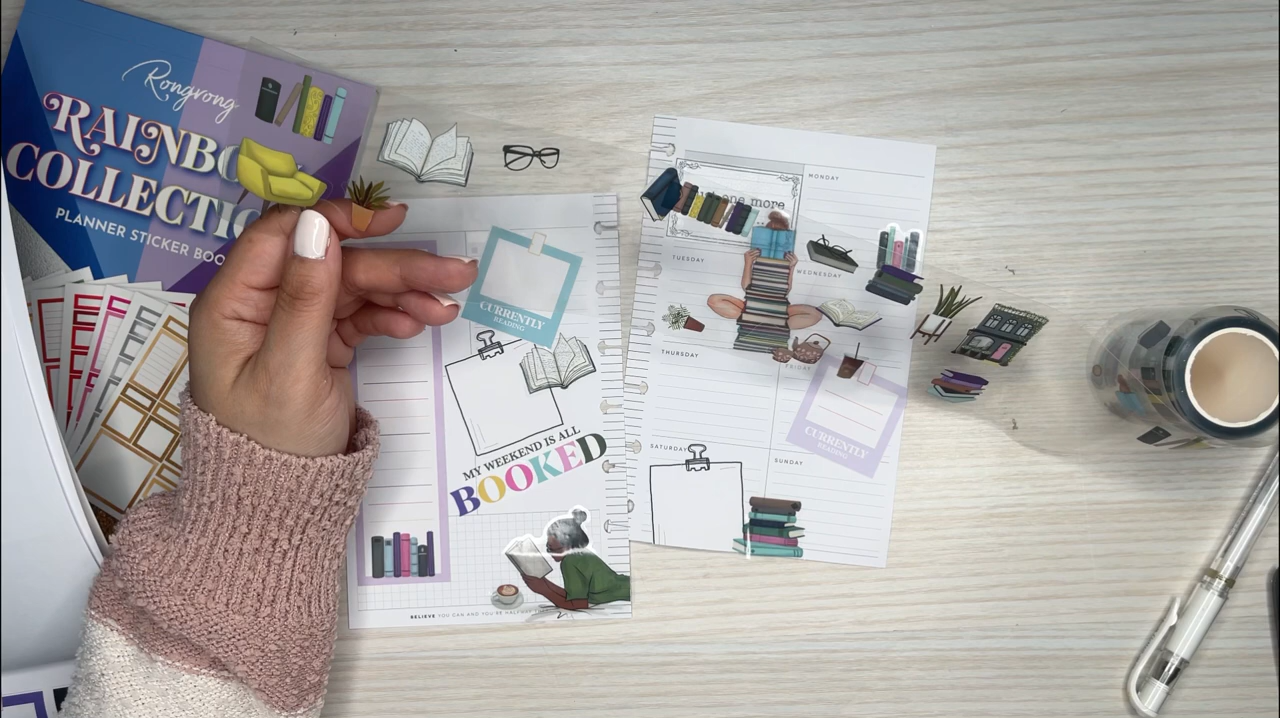 Rongrong
RAINBO
COLLECTIO
PLANNER STICKER BOO
CURRENTLY
READING
MY WEEKEND IS ALL
BOOKED
BELIEVE YOU CAN AND YOU'RE HALFWAY
one more
MONDAY
TUESDAY
WEDNESDAY
THURSDAY
FRIDAY
CURRENTLY
READING
SATURDAY
SUNDAY